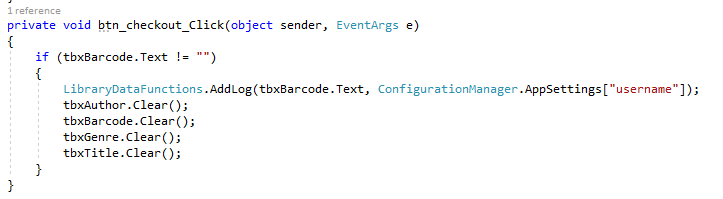 1 reference
private void btn_checkout_Click(object sender, EventArgs e)
{
    if (tbxBarcode.Text != "")
    {
        LibraryDataFunctions.AddLog(tbxBarcode.Text, ConfigurationManager.AppSettings["username"]);
        tbxAuthor.Clear();
        tbxBarcode.Clear();
        tbxGenre.Clear();
        tbxTitle.Clear();
    }
}